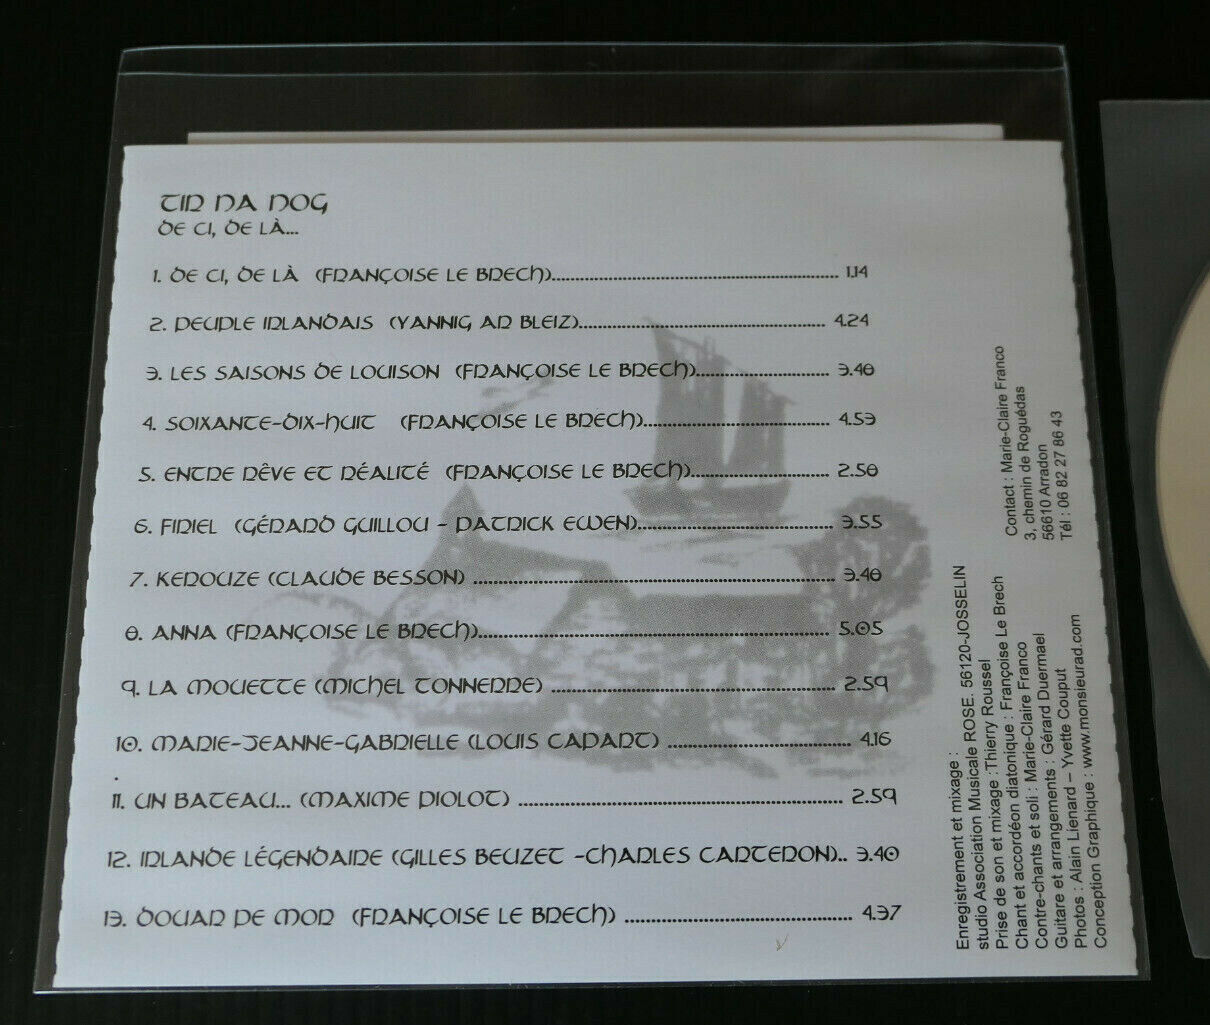 TIR NA NOG
DE CI, DE LÀ...
1. DE CI, DE LÀ (FRANÇOISE LE BRECH)........ 1.14
2. PEUPLE IRLANDAIS (YANNIG AR BLEIZ)........ 4.24
3. LES SAISONS DE LOUISON (FRANÇOISE LE BRECH)........ 3.48
4. SOIXANTE-DIX-HUIT (FRANÇOISE LE BRECH)........ 4.53
5. ENTRE RÊVE ET RÉALITÉ (FRANÇOISE LE BRECH)........ 2.58
6. FIRIEL (GÉRARD GUILLOU - PATRICK EWEN)........ 3.55
7. KEROUZE (CLAUDE BESSON) ........ 3.48
8. ANNA (FRANÇOISE LE BRECH)........ 5.05
9. LA MOUETTE (MICHEL TONNERRE) ........ 2.59
10. MARIE-JEANNE-GABRIELLE (LOUIS CAPART) ........ 4.16
11. UN BATEAU... (MAXIME PIOLOT) ........ 2.59
12. IRLANDE LÉGENDAIRE (GILLES BEUZET -CHARLES CARTERON).. 3.40
13. DOUAR PE MOR (FRANÇOISE LE BRECH) ........ 4.37
Enregistrement et mixage :
studio Association Musicale ROSE. 56120-JOSSELIN
Prise de son et mixage :Thierry Roussel
Chant et accordéon diatonique : Françoise Le Brech
Contre-chants et soli : Marie-Claire Franco
Guitare et arrangements : Gérard Duermael
Photos : Alain Lienard – Yvette Couput
Conception Graphique : www.monsieurad.com
Contact : Marie-Claire Franco
3, chemin de Roguédas
56610 Arradon
Tél : 06 82 27 86 43